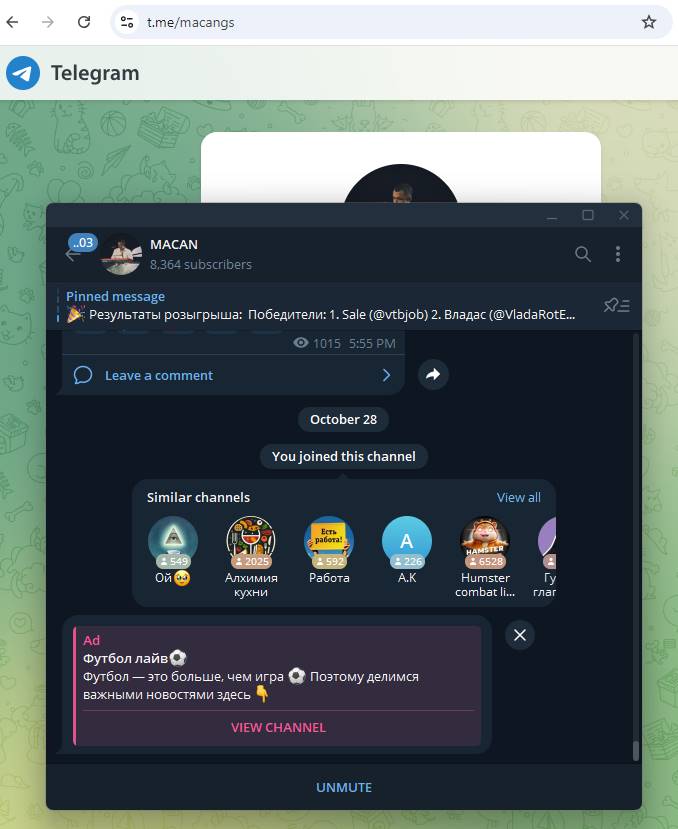 t.me/macangs
Telegram
..03
MACAN
8,364 subscribers
Pinned message
🎉 Результаты розыгрыша: Победители: 1. Sale (@vtbjob) 2. Владас (@VladaRotE...
1015 5:55 PM
Leave a comment
October 28
You joined this channel
Similar channels
View all
549
2025
Есть
работа!
592
A
226
HAMSTER
6528
Ой🥹
Алхимия
кухни
Работа
A.K
Humster
combat li...
Гу
глаг
Ad
Футбол лайв⚽
Футбол — это больше, чем игра ⚽ Поэтому делимся
важными новостями здесь 👇
VIEW CHANNEL
UNMUTE